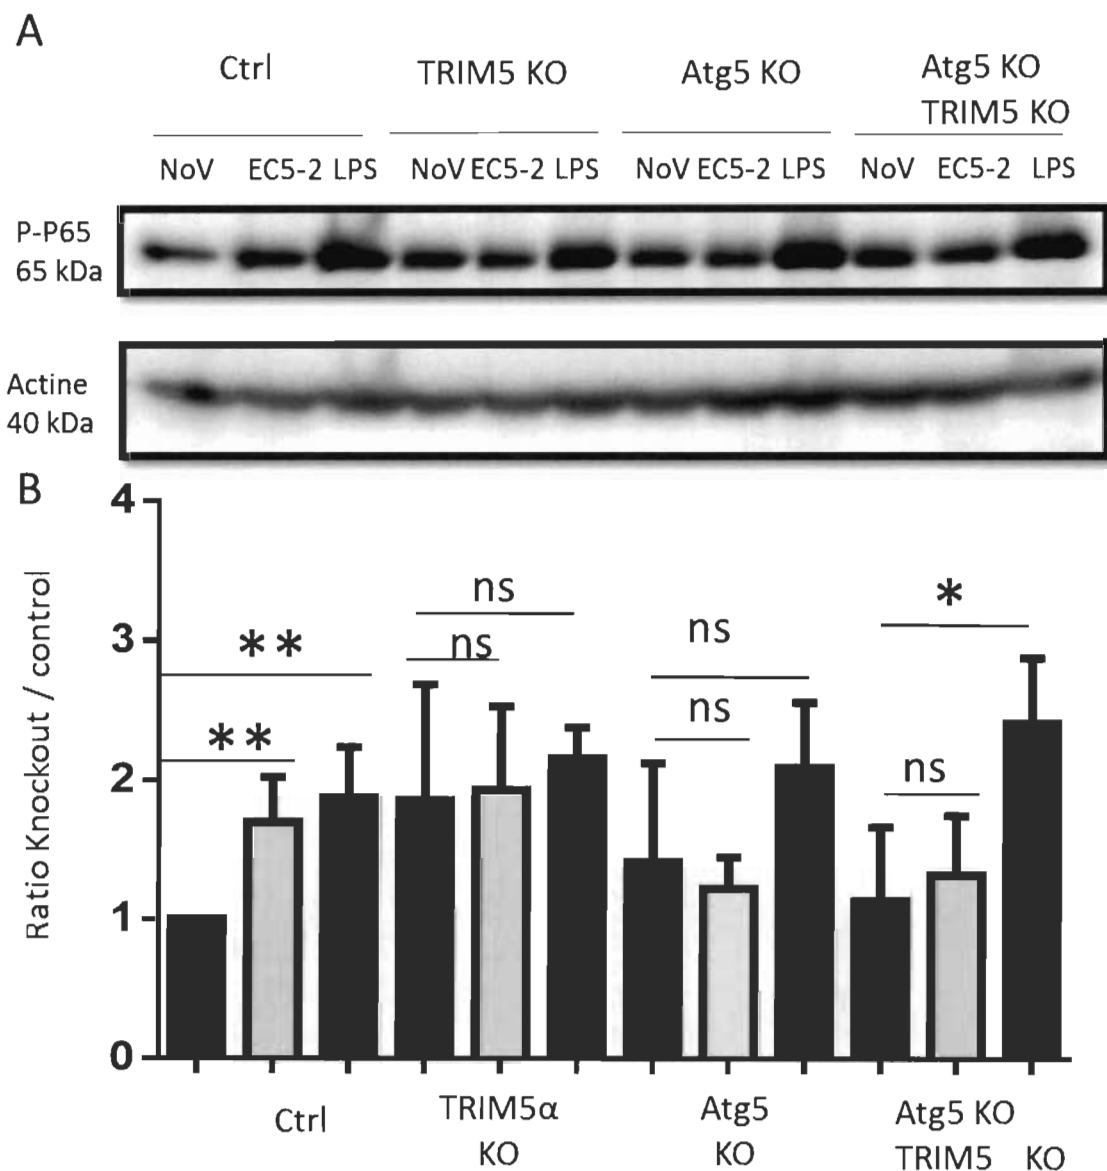 A
Ctrl TRIM5 KO Atg5 KO Atg5 KO
TRIM5 KO
NoV EC5-2 LPS NoV EC5-2 LPS NoV EC5-2 LPS NoV EC5-2 LPS
P-P65
65 kDa
Actine
40 kDa
B
Ratio Knockout / control
4
3
2
1
0
**
**
ns
ns
ns
ns
*
ns
Ctrl
TRIM5α
KO
Atg5
KO
Atg5 KO
TRIM5 KO